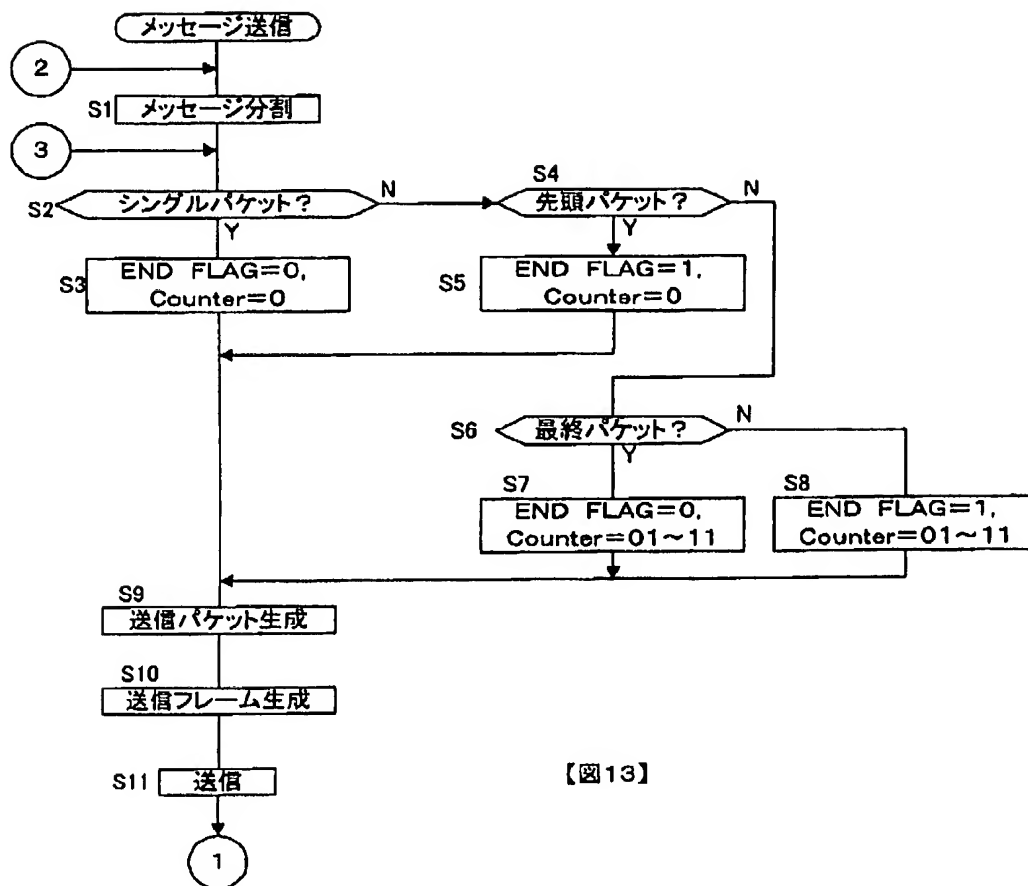 メッセージ送信
2
S1
メッセージ分割
3
S2
シングルパケット？
N
Y
S4
先頭パケット？
N
Y
S3
END FLAG=0,
Counter=0
S5
END FLAG=1,
Counter=0
S6
最終パケット？
N
Y
S7
END FLAG=0,
Counter=01～11
S8
END FLAG=1,
Counter=01～11
S9
送信パケット生成
S10
送信フレーム生成
S11
送信
【図13】
1